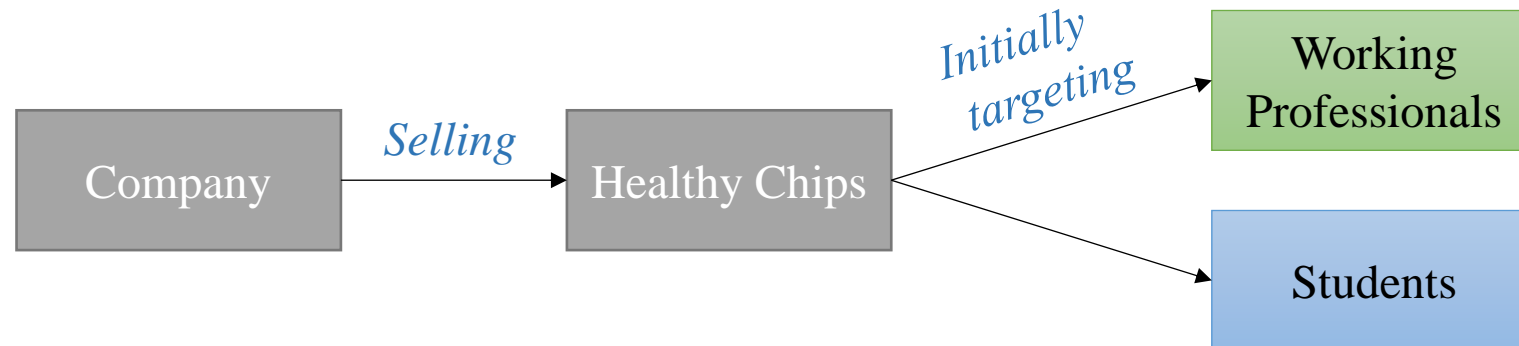 Company
Selling
Healthy Chips
Initially
targeting
Working
Professionals
Students